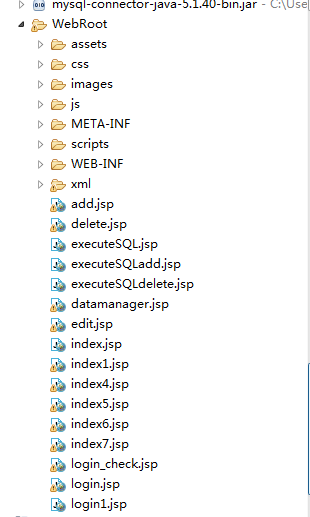 mysql-connector-java-5.1.40-bin.jar - C:\Use
WebRoot
assets
css
images
js
META-INF
scripts
WEB-INF
xml
add.jsp
delete.jsp
executeSQL.jsp
executeSQLadd.jsp
executeSQLdelete.jsp
datamanager.jsp
edit.jsp
index.jsp
index1.jsp
index4.jsp
index5.jsp
index6.jsp
index7.jsp
login_check.jsp
login.jsp
login1.jsp